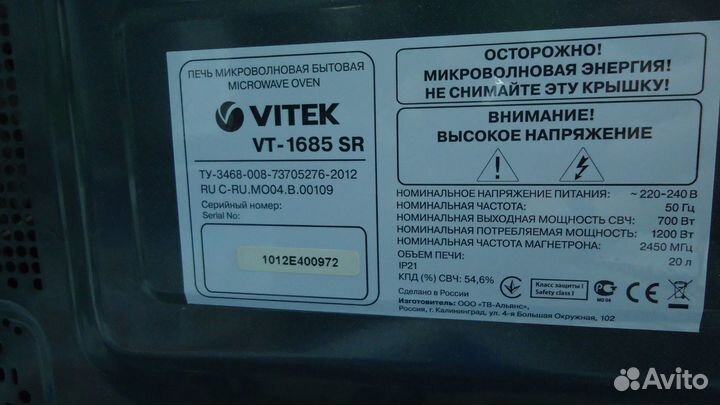 ПЕЧЬ МИКРОВОЛНОВАЯ БЫТОВАЯ
MICROWAVE OVEN
VITEK
VT-1685 SR
ТУ-3468-008-73705276-2012
RU C-RU.MO04.B.00109
Серийный номер:
Serial No:
1012E400972
ОСТОРОЖНО!
МИКРОВОЛНОВАЯ ЭНЕРГИЯ!
НЕ СНИМАЙТЕ ЭТУ КРЫШКУ!
ВНИМАНИЕ!
ВЫСОКОЕ НАПРЯЖЕНИЕ
НОМИНАЛЬНОЕ НАПРЯЖЕНИЕ ПИТАНИЯ: ~220-240 В
НОМИНАЛЬНАЯ ЧАСТОТА: 50 Гц
НОМИНАЛЬНАЯ ВЫХОДНАЯ МОЩНОСТЬ СВЧ: 700 Вт
НОМИНАЛЬНАЯ ПОТРЕБЛЯЕМАЯ МОЩНОСТЬ: 1200 Вт
НОМИНАЛЬНАЯ ЧАСТОТА МАГНЕТРОНА: 2450 МГц
ОБЪЕМ ПЕЧИ: 20 л
IP21
КПД (%) СВЧ: 54,6%
Класс защиты I
Safety class I
МО 04
CE
Сделано в России
Изготовитель: ООО «ТВ-Альянс».
Россия, г. Калининград, ул. 4-я Большая Окружная, 102
Avito